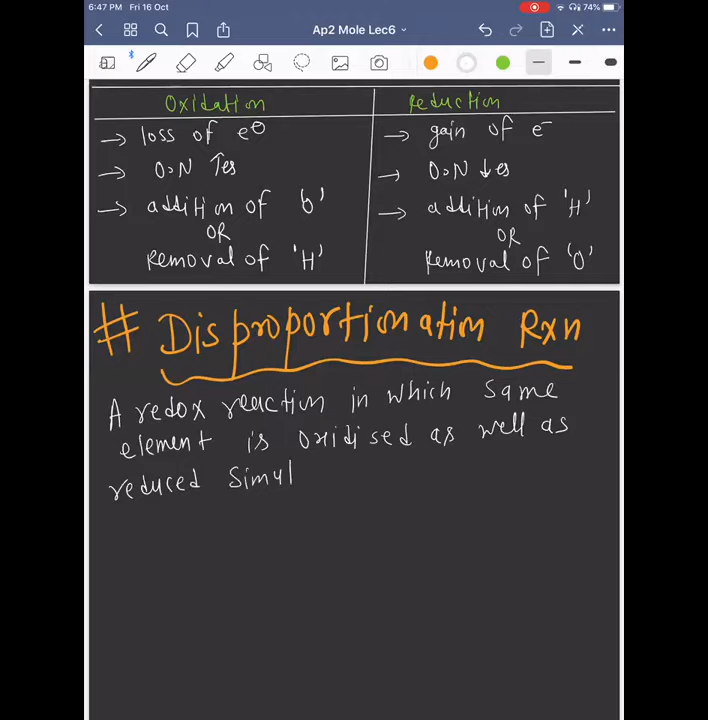 6:47 PM Fri 16 Oct 74%
Ap2 Mole Lec6
Oxidation Reduction
→ loss of e⊖ → gain of e⁻
→ O.N ↑es → O.N ↓es
→ addition of 'O' → addition of 'H'
OR OR
Removal of 'H' Removal of 'O'
# Disproportionation Rxn
A redox reaction in which same
element is oxidised as well as
reduced Simul